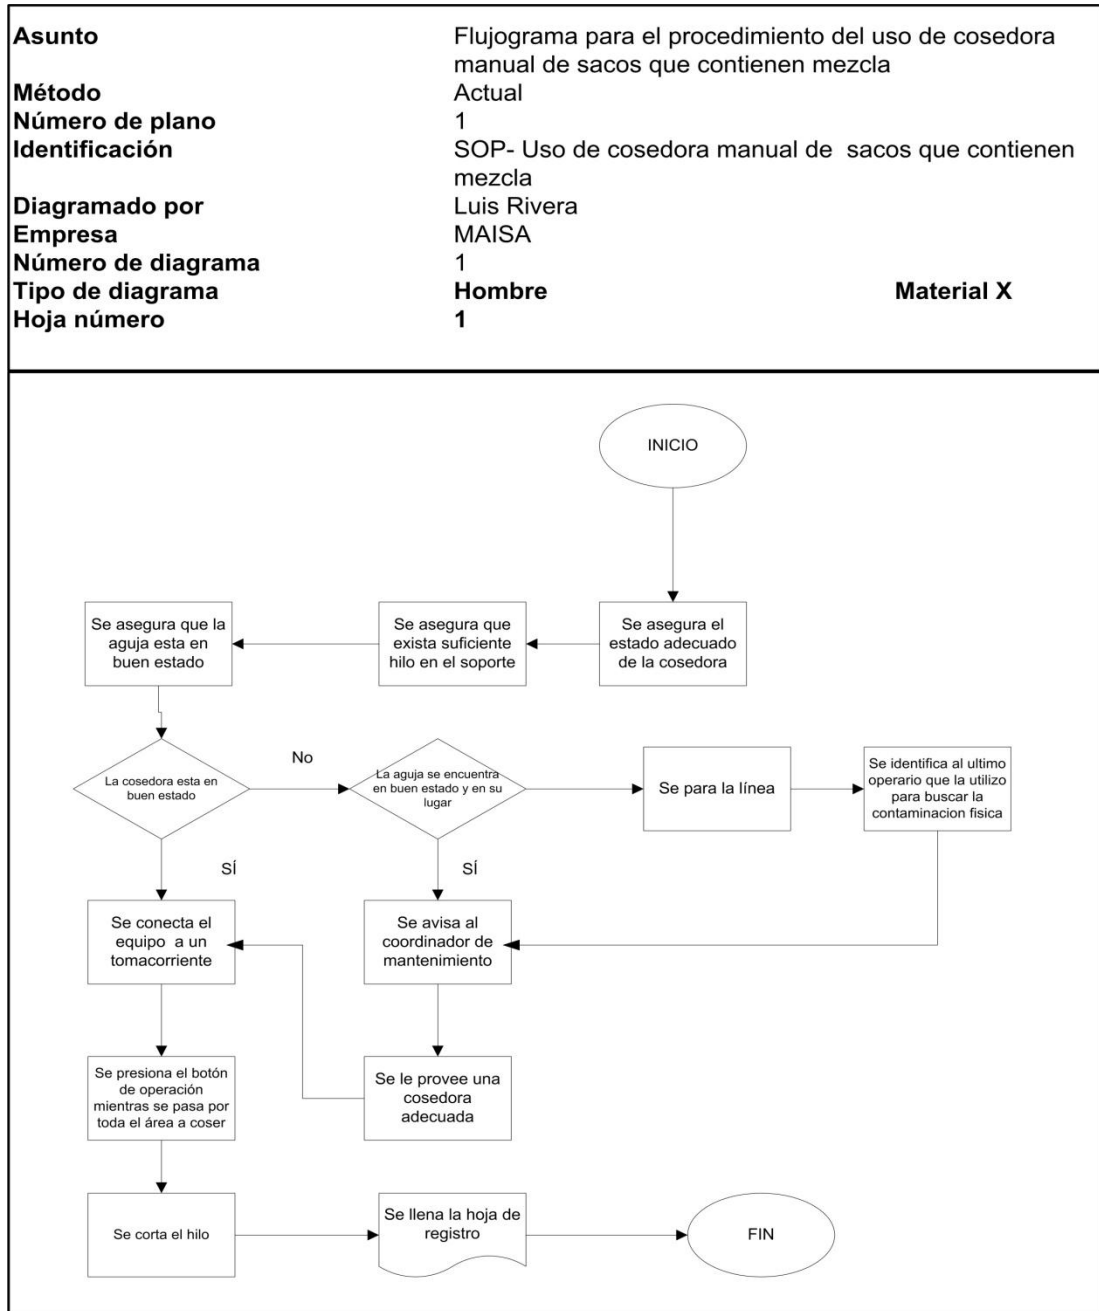 Asunto Flujograma para el procedimiento del uso de cosedora
manual de sacos que contienen mezcla
Método Actual
Número de plano 1
Identificación SOP- Uso de cosedora manual de sacos que contienen
mezcla
Diagramado por Luis Rivera
Empresa MAISA
Número de diagrama 1
Tipo de diagrama Hombre Material X
Hoja número 1
INICIO
Se asegura el
estado adecuado
de la cosedora
Se asegura que
exista suficiente
hilo en el soporte
Se asegura que la
aguja esta en
buen estado
La cosedora esta en
buen estado
No
La aguja se encuentra
en buen estado y en su
lugar
Se para la línea
Se identifica al ultimo
operario que la utilizo
para buscar la
contaminacion fisica
SÍ
SÍ
Se conecta el
equipo a un
tomacorriente
Se avisa al
coordinador de
mantenimiento
Se presiona el botón
de operación
mientras se pasa por
toda el área a coser
Se le provee una
cosedora
adecuada
Se corta el hilo
Se llena la hoja de
registro
FIN